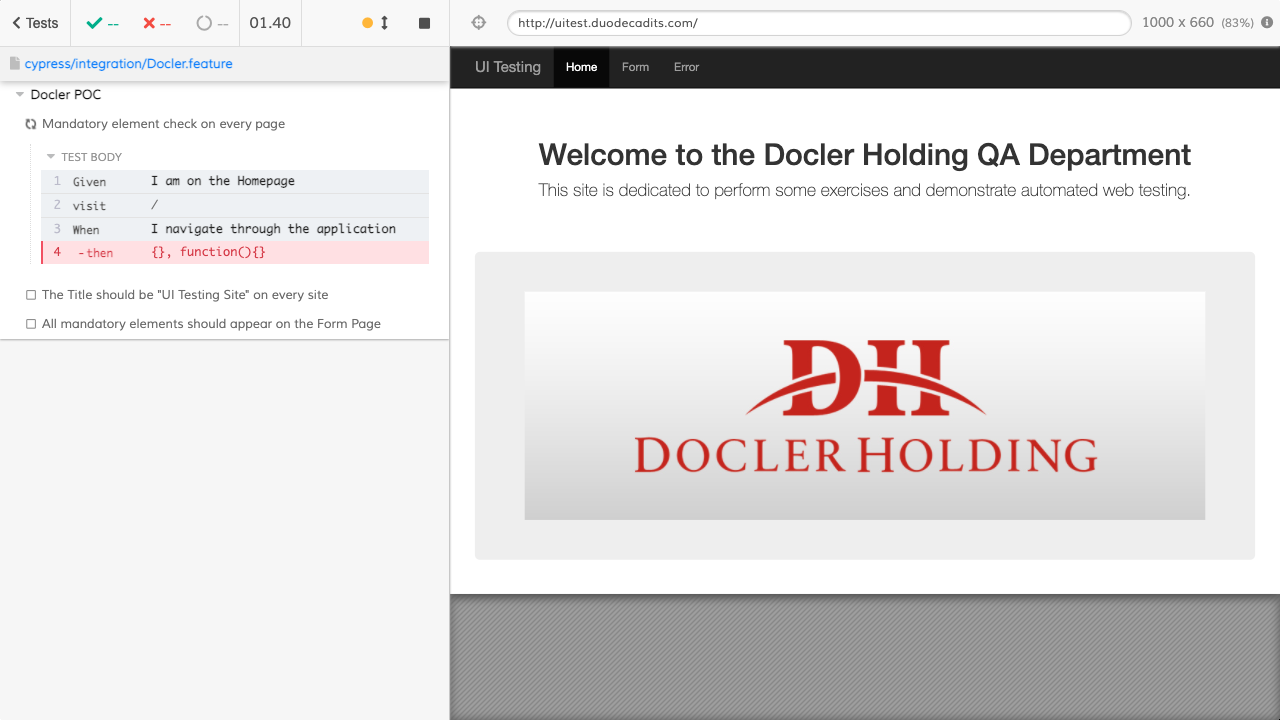 Tests -- -- -- 01.40
cypress/integration/Docler.feature
Docler POC
Mandatory element check on every page
TEST BODY
1 Given I am on the Homepage
2 visit /
3 When I navigate through the application
4 -then {}, function(){}
The Title should be "UI Testing Site" on every site
All mandatory elements should appear on the Form Page
http://uitest.duodecadits.com/ 1000 x 660 (83%)
UI Testing Home Form Error
Welcome to the Docler Holding QA Department
This site is dedicated to perform some exercises and demonstrate automated web testing.
DH
DOCLER HOLDING